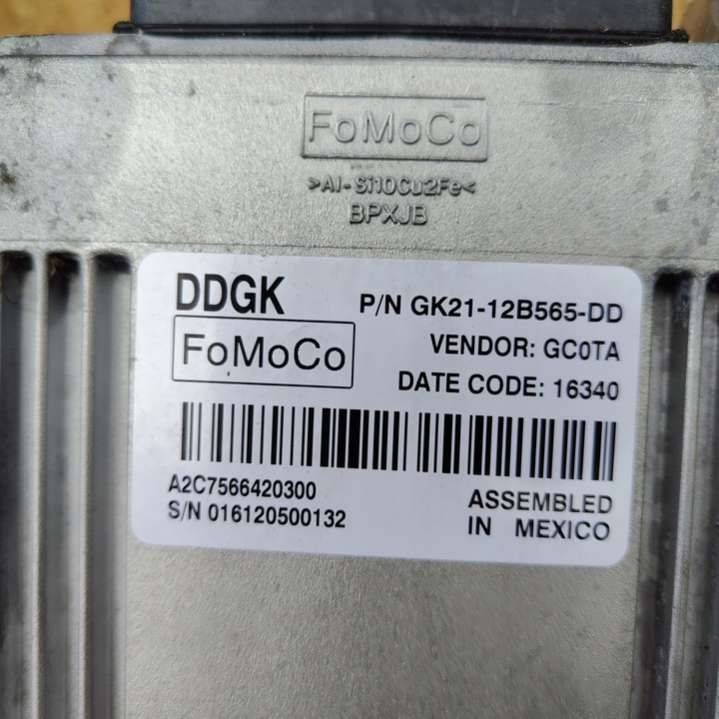 FoMoCo
>Al-Si10Cu2Fe<
BPXJB
DDGK
P/N GK21-12B565-DD
FoMoCo
VENDOR: GC0TA
DATE CODE: 16340
A2C7566420300
S/N 016120500132
ASSEMBLED
IN MEXICO